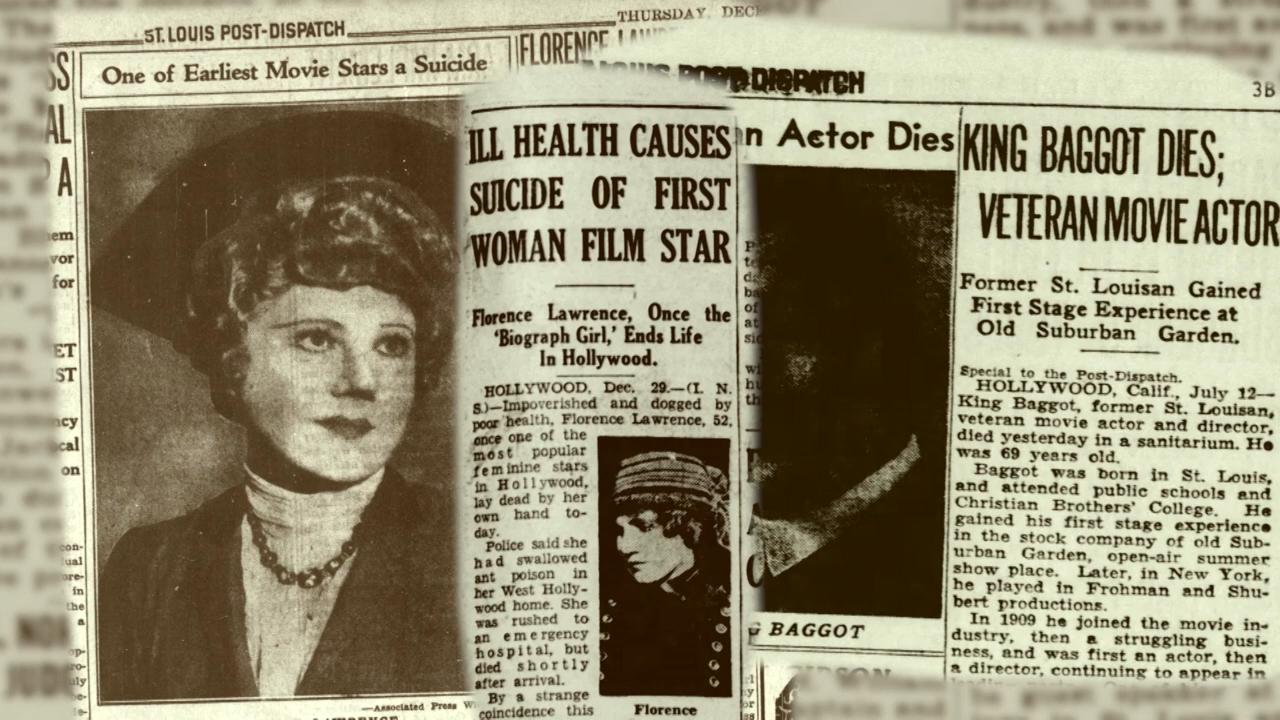 ST. LOUIS POST-DISPATCH
One of Earliest Movie Stars a Suicide
—Associated Press
THURSDAY, DEC
FLORENCE
ILL HEALTH CAUSES
SUICIDE OF FIRST
WOMAN FILM STAR
Florence Lawrence, Once the
'Biograph Girl,' Ends Life
In Hollywood.
HOLLYWOOD, Dec. 29.—(I. N.
S.)—Impoverished and dogged by
poor health, Florence Lawrence, 52,
once one of the
most popular
feminine stars
in Hollywood,
lay dead by her
own hand to-
day.
Police said she
had swallowed
ant poison in
her West Holly-
wood home. She
was rushed to
an emergency
hospital, but
died shortly
after arrival.
By a strange
coincidence this
Florence
POST-DISPATCH
3B
n Actor Dies
G BAGGOT
KING BAGGOT DIES;
VETERAN MOVIE ACTOR
Former St. Louisan Gained
First Stage Experience at
Old Suburban Garden.
Special to the Post-Dispatch.
HOLLYWOOD, Calif., July 12—
King Baggot, former St. Louisan,
veteran movie actor and director,
died yesterday in a sanitarium. He
was 69 years old.
Baggot was born in St. Louis,
and attended public schools and
Christian Brothers' College. He
gained his first stage experience
in the stock company of old Sub-
urban Garden, open-air summer
show place. Later, in New York,
he played in Frohman and Shu-
bert productions.
In 1909 he joined the movie in-
dustry, then a struggling busi-
ness, and was first an actor, then
a director, continuing to appear in